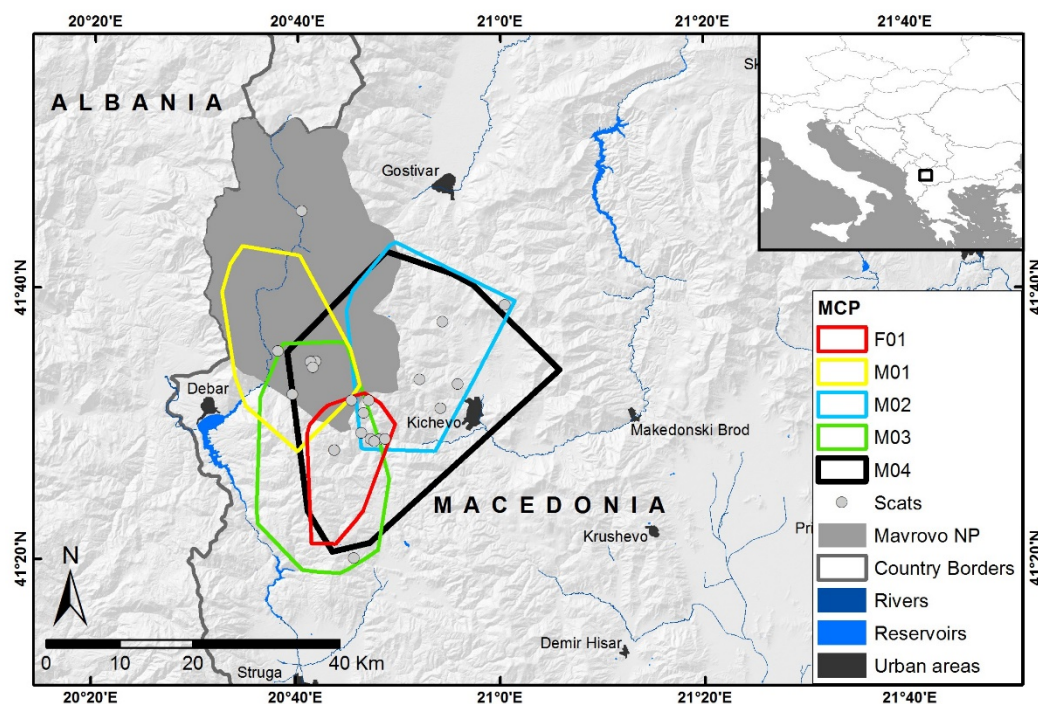 20°20'E 20°40'E 21°0'E 21°20'E 21°40'E
ALBANIA
SK
Gostivar
41°40'N 41°40'N
MCP
F01
M01
M02
M03
M04
Scats
Mavrovo NP
Country Borders
Rivers
Reservoirs
Urban areas
Debar
Kichevo
Makedonski Brod
MACEDONIA
Krushevo
Pri
41°20'N 41°20'N
N
Demir Hisar
0 10 20 40 Km
Struga
20°20'E 20°40'E 21°0'E 21°20'E 21°40'E